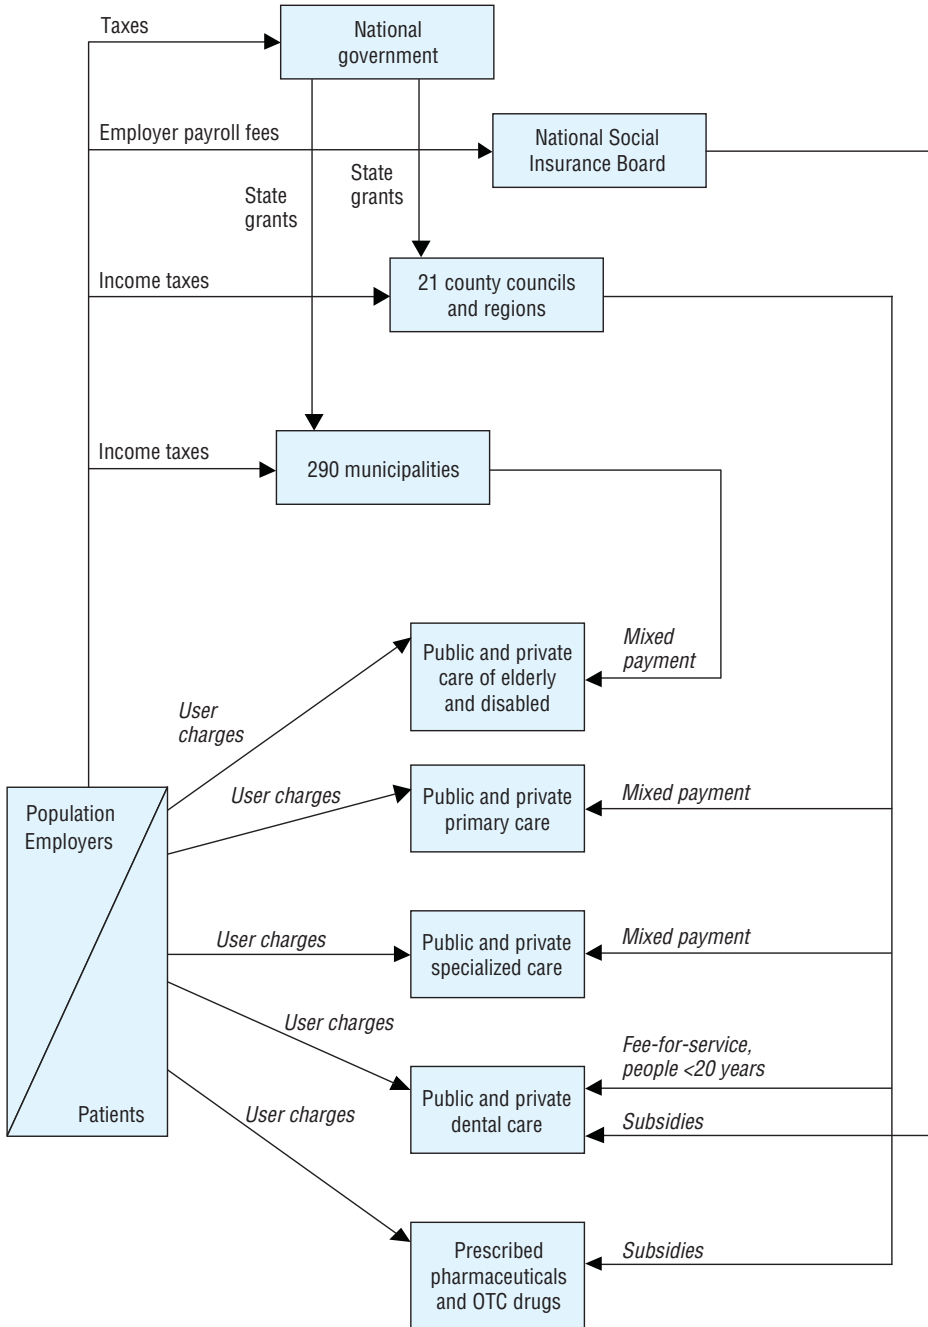 Taxes
National
government
Employer payroll fees
National Social
Insurance Board
State
grants
State
grants
Income taxes
21 county councils
and regions
Income taxes
290 municipalities
Public and private
care of elderly
and disabled
Mixed
payment
User
charges
Population
Employers
User charges
Public and private
primary care
Mixed payment
User charges
Public and private
specialized care
Mixed payment
User charges
Fee-for-service,
people <20 years
Public and private
dental care
Subsidies
Patients
User charges
Prescribed
pharmaceuticals
and OTC drugs
Subsidies